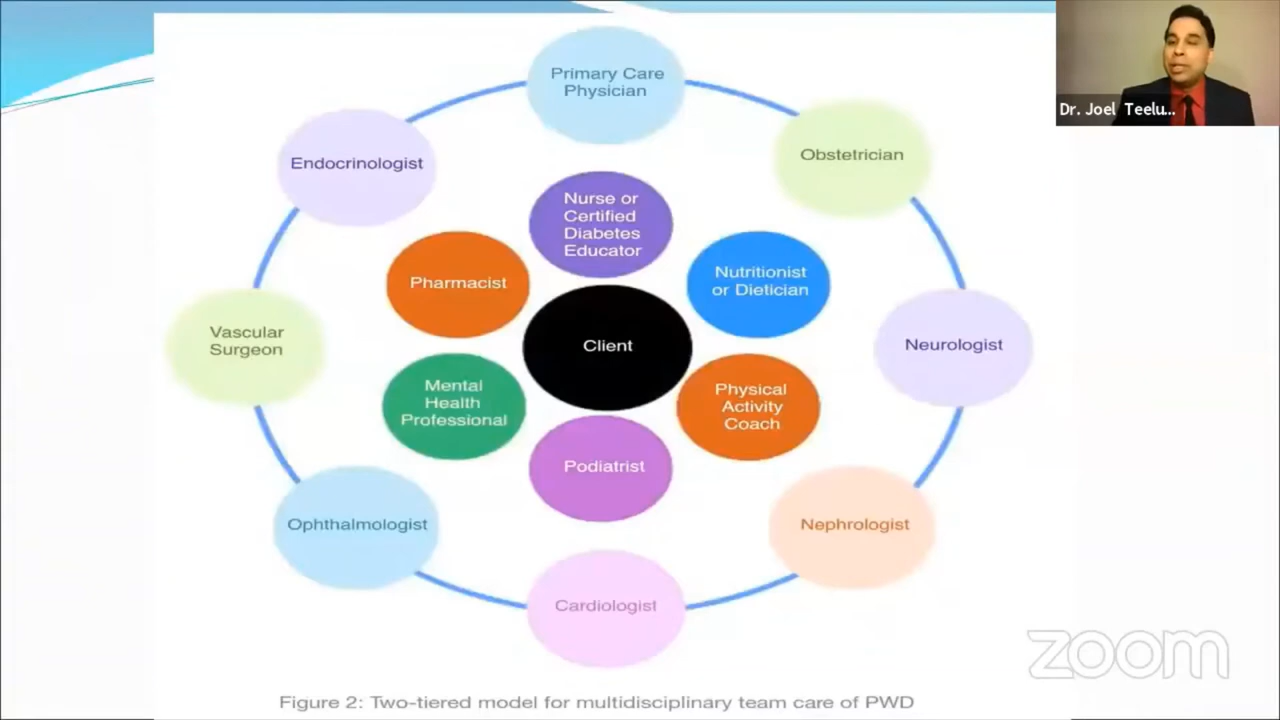 Primary Care
Physician
Dr. Joel Teelu...
Obstetrician
Endocrinologist
Nurse or
Certified
Diabetes
Educator
Nutritionist
or Dietician
Pharmacist
Vascular
Surgeon
Client
Neurologist
Mental
Health
Professional
Physical
Activity
Coach
Podiatrist
Ophthalmologist
Nephrologist
Cardiologist
zoom
Figure 2: Two-tiered model for multidisciplinary team care of PWD